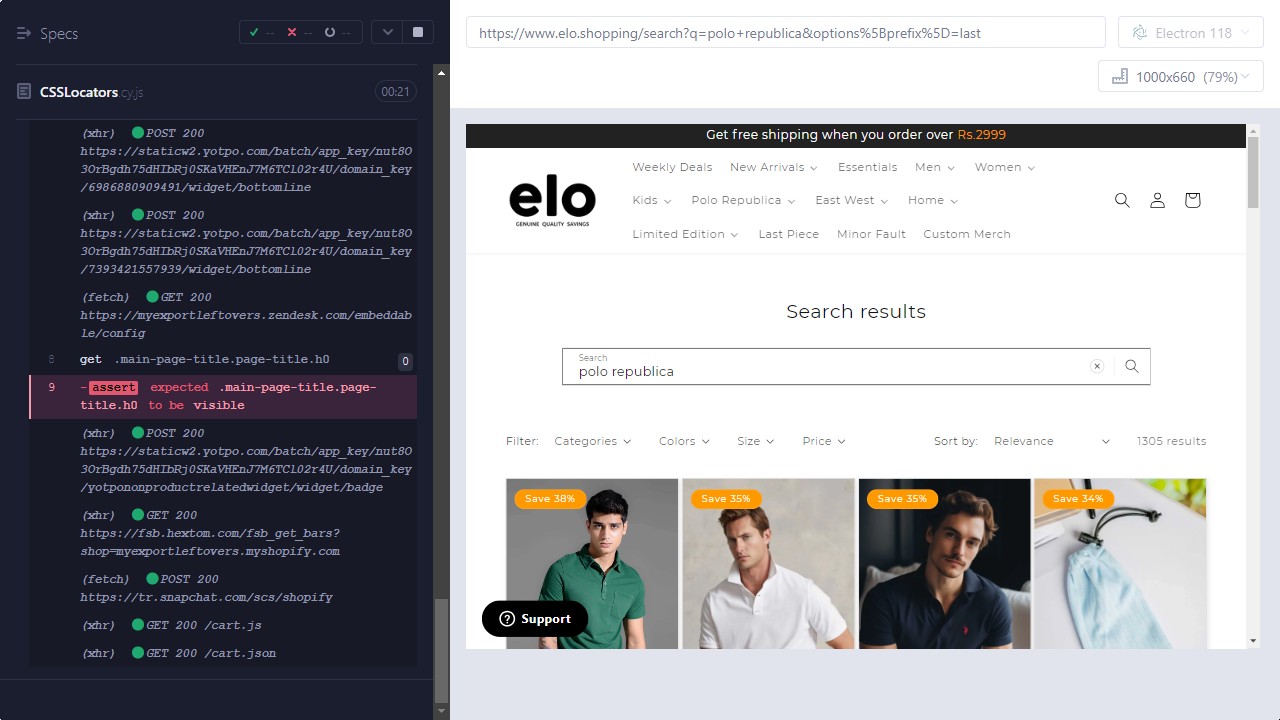 Specs
--
--
--
CSSLocators.cy.js
00:21
(xhr) POST 200
https://staticw2.yotpo.com/batch/app_key/nut8O
3OrBgdh75dHIbRj0SKaVHEnJ7M6TCl02r4U/domain_key
/6986880909491/widget/bottomline
(xhr) POST 200
https://staticw2.yotpo.com/batch/app_key/nut8O
3OrBgdh75dHIbRj0SKaVHEnJ7M6TCl02r4U/domain_key
/7393421557939/widget/bottomline
(fetch) GET 200
https://myexportleftovers.zendesk.com/embeddab
le/config
8 get .main-page-title.page-title.h0 0
9 -assert expected .main-page-title.page-
title.h0 to be visible
(xhr) POST 200
https://staticw2.yotpo.com/batch/app_key/nut8O
3OrBgdh75dHIbRj0SKaVHEnJ7M6TCl02r4U/domain_key
/yotpononproductrelatedwidget/widget/badge
(xhr) GET 200
https://fsb.hextom.com/fsb_get_bars?
shop=myexportleftovers.myshopify.com
(fetch) POST 200
https://tr.snapchat.com/scs/shopify
(xhr) GET 200 /cart.js
(xhr) GET 200 /cart.json
https://www.elo.shopping/search?q=polo+republica&options%5Bprefix%5D=last
Electron 118
1000x660 (79%)
Get free shipping when you order over Rs.2999
elo
GENUINE QUALITY SAVINGS
Weekly Deals New Arrivals Essentials Men Women
Kids Polo Republica East West Home
Limited Edition Last Piece Minor Fault Custom Merch
Search results
Search
polo republica
Filter: Categories Colors Size Price Sort by: Relevance 1305 results
Save 38%
Save 35%
Save 35%
Save 34%
Support